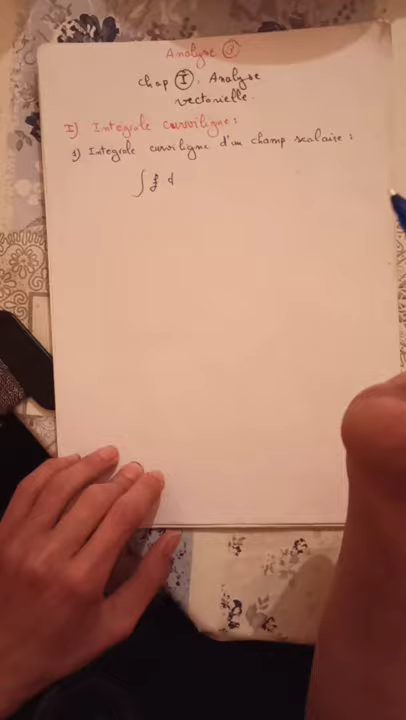 Analyse ③
Chap Ⓘ: Analyse
vectorielle.
I) Integrale curviligne :
1) Integrale curviligne d'un champ scalaire :
∫ f d